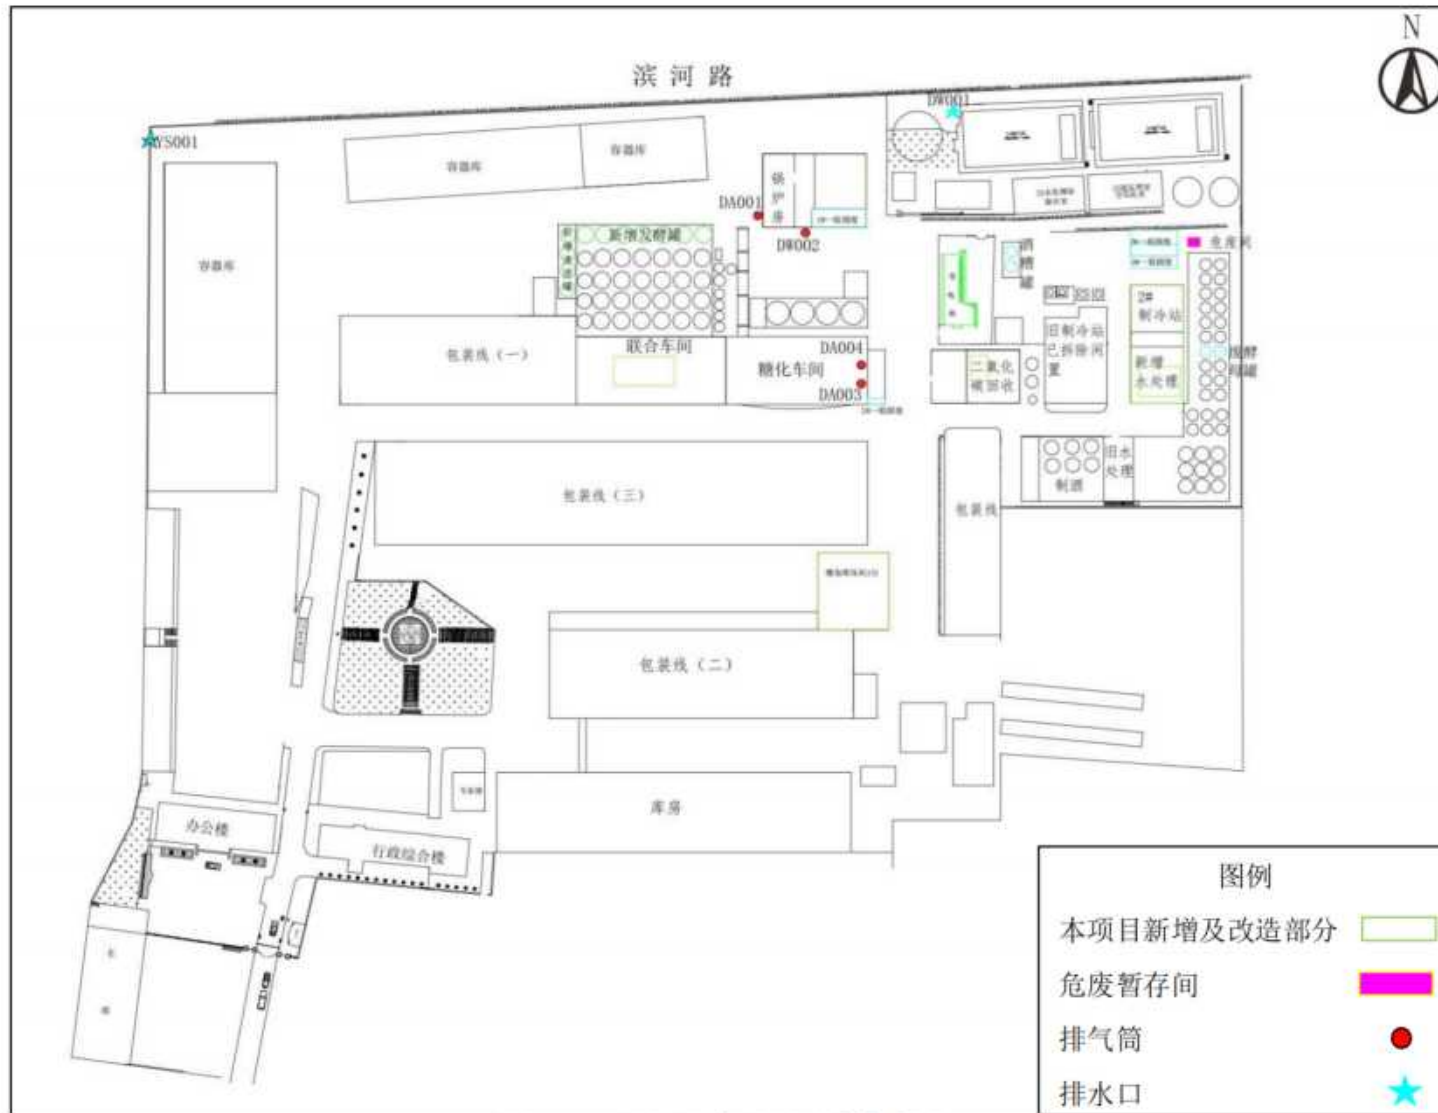 N
滨河路
YS001
DW001
容器库
容器库
锅炉房
DA001
DW002
新增发酵罐
容器库
酒糟罐
危废间
2#
制冷站
旧制冷站
已拆除闲
置
包装线（一）
联合车间
糖化车间
DA004
DA003
二氧化
碳回收
新增
水处理
包装线（三）
包装线
制酒
旧水
处理
包装线（二）
库房
办公楼
行政综合楼
图例
本项目新增及改造部分
危废暂存间
排气筒
排水口